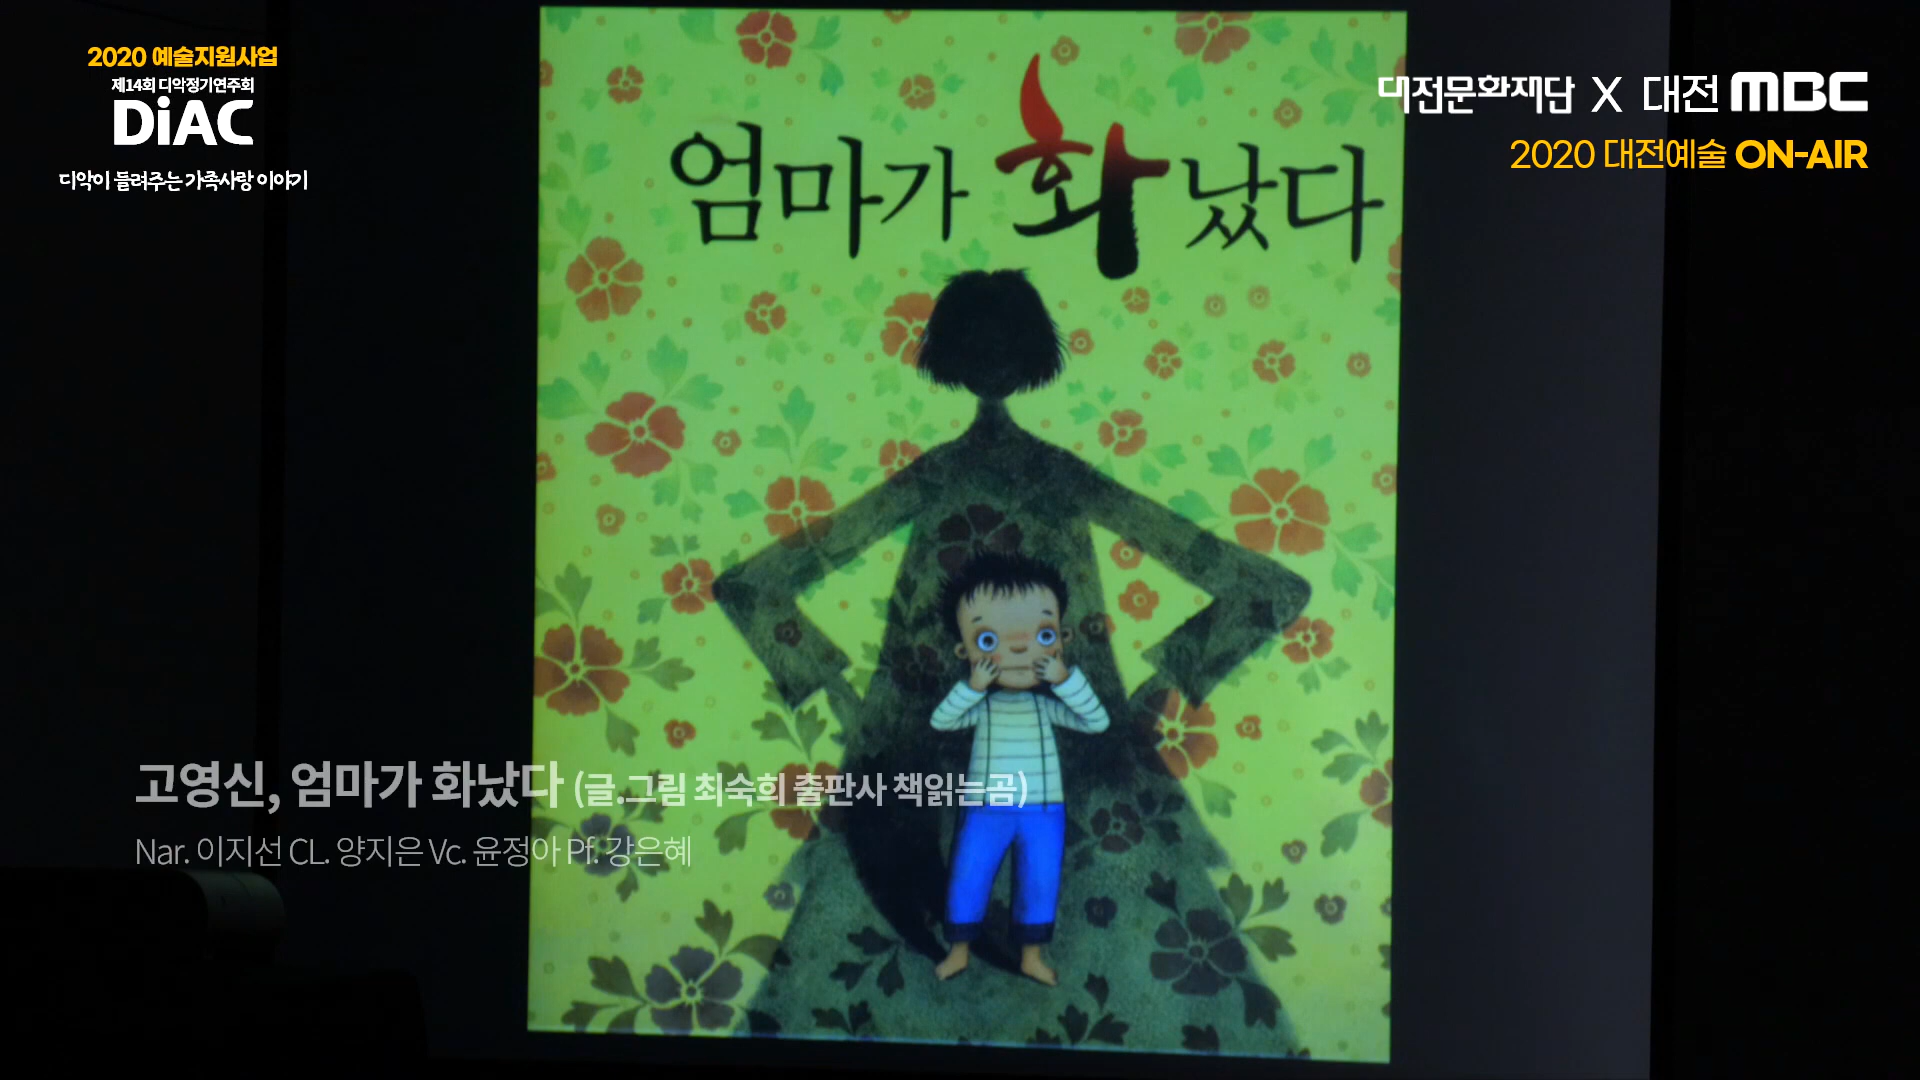 2020 예술지원사업
제14회 디악정기연주회
DiAC
디악이 들려주는 가족사랑 이야기
대전문화재단 X 대전 MBC
2020 대전예술 ON-AIR
엄마가 화났다
고영신, 엄마가 화났다 (글.그림 최숙희 출판사 책읽는곰)
Nar. 이지선 CL. 양지은 Vc. 윤정아 Pf. 강은혜